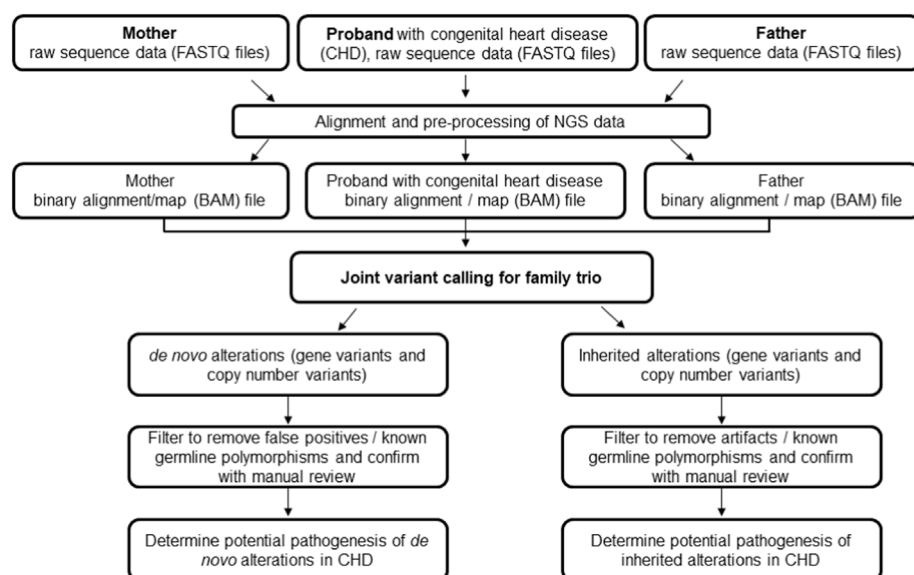 Mother
raw sequence data (FASTQ files)
Proband with congenital heart disease
(CHD), raw sequence data (FASTQ files)
Father
raw sequence data (FASTQ files)
Alignment and pre-processing of NGS data
Mother
binary alignment/map (BAM) file
Proband with congenital heart disease
binary alignment / map (BAM) file
Father
binary alignment / map (BAM) file
Joint variant calling for family trio
de novo alterations (gene variants and
copy number variants)
Inherited alterations (gene variants and
copy number variants)
Filter to remove false positives / known
germline polymorphisms and confirm
with manual review
Filter to remove artifacts / known
germline polymorphisms and confirm
with manual review
Determine potential pathogenesis of de
novo alterations in CHD
Determine potential pathogenesis of
inherited alterations in CHD